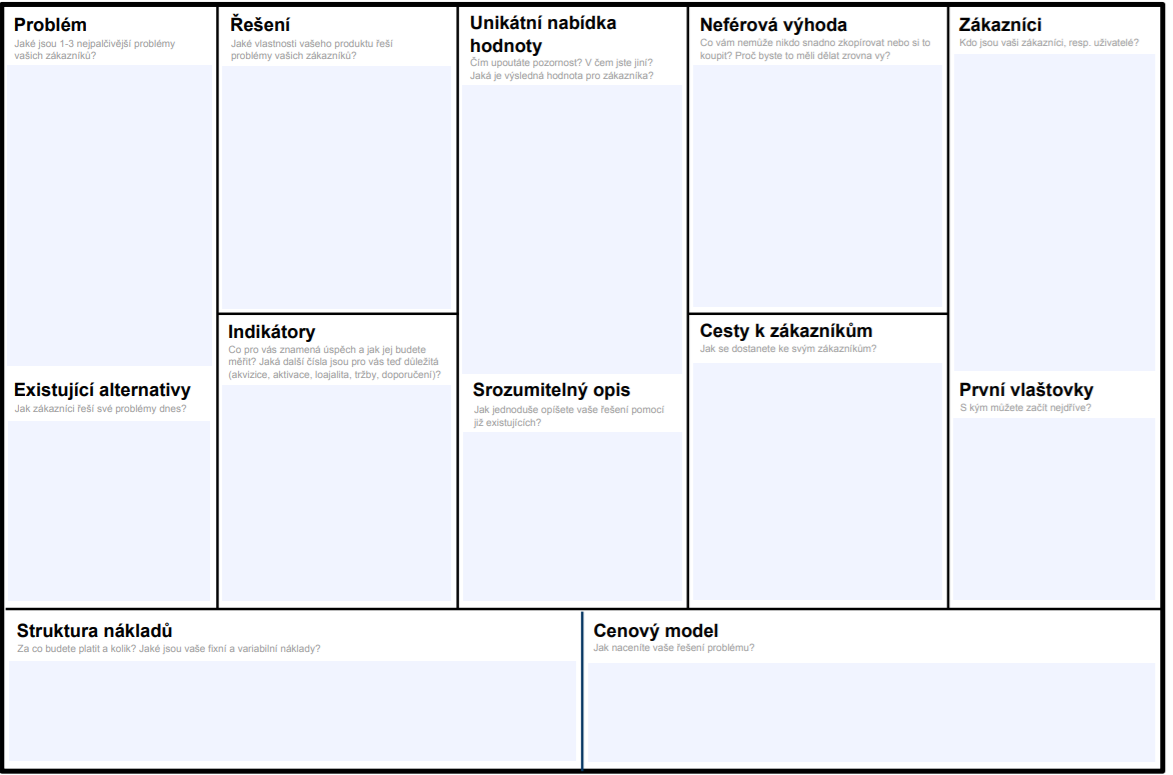 Problém
Jaké jsou 1-3 nejpalčivější problémy
vašich zákazníků?
Existující alternativy
Jak zákazníci řeší své problémy dnes?
Řešení
Jaké vlastnosti vašeho produktu řeší
problémy vašich zákazníků?
Indikátory
Co pro vás znamená úspěch a jak jej budete
měřit? Jaká další čísla jsou pro vás teď důležitá
(akvizice, aktivace, loajalita, tržby, doporučení)?
Unikátní nabídka
hodnoty
Čím upoutáte pozornost? V čem jste jiní?
Jaká je výsledná hodnota pro zákazníka?
Srozumitelný opis
Jak jednoduše opíšete vaše řešení pomocí
již existujících?
Neférová výhoda
Co vám nemůže nikdo snadno zkopírovat nebo si to
koupit? Proč byste to měli dělat zrovna vy?
Cesty k zákazníkům
Jak se dostanete ke svým zákazníkům?
Zákazníci
Kdo jsou vaši zákazníci, resp. uživatelé?
První vlaštovky
S kým můžete začít nejdříve?
Struktura nákladů
Za co budete platit a kolik? Jaké jsou vaše fixní a variabilní náklady?
Cenový model
Jak naceníte vaše řešení problému?